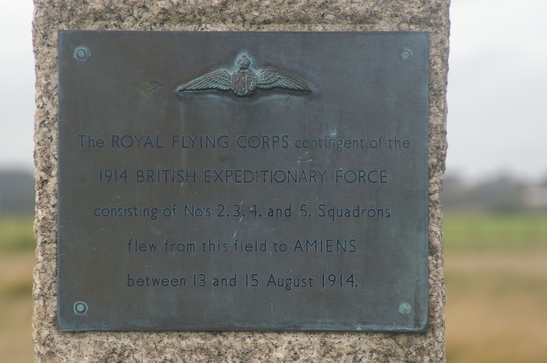 The ROYAL FLYING CORPS contingent of the
1914 BRITISH EXPEDITIONARY FORCE
consisting of Nos 2. 3. 4. and 5. Squadrons
flew from this field to AMIENS
between 13 and 15 August 1914.